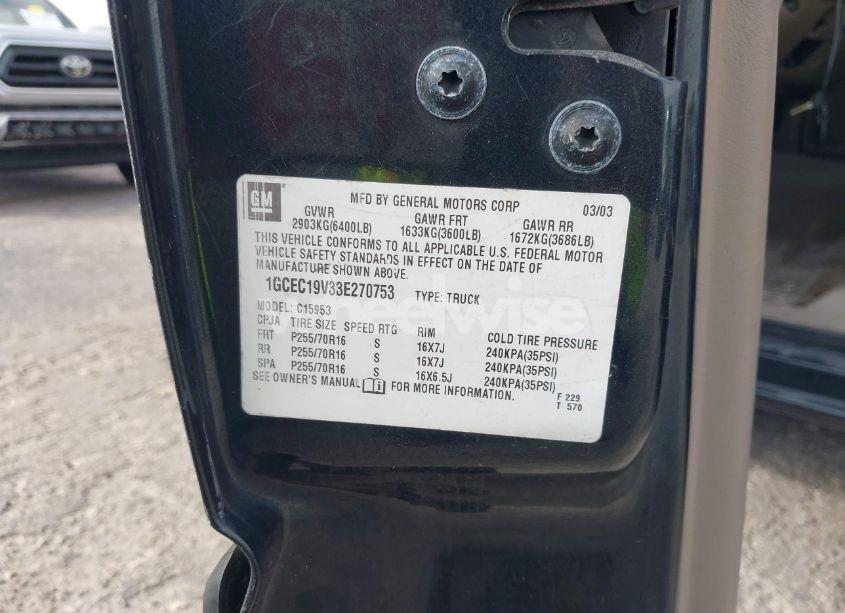 GM
MFD BY GENERAL MOTORS CORP 03/03
GVWR GAWR FRT GAWR RR
2903KG(6400LB) 1633KG(3600LB) 1672KG(3686LB)
THIS VEHICLE CONFORMS TO ALL APPLICABLE U.S. FEDERAL MOTOR
VEHICLE SAFETY STANDARDS IN EFFECT ON THE DATE OF
MANUFACTURE SHOWN ABOVE.
1GCEC19V33E270753 TYPE: TRUCK
MODEL: C15953
CPJA TIRE SIZE SPEED RTG RIM COLD TIRE PRESSURE
FRT P255/70R16 S 16X7J 240KPA(35PSI)
RR P255/70R16 S 16X7J 240KPA(35PSI)
SPA P255/70R16 S 16X6.5J 240KPA(35PSI)
SEE OWNER'S MANUAL FOR MORE INFORMATION.
F 229
T 570